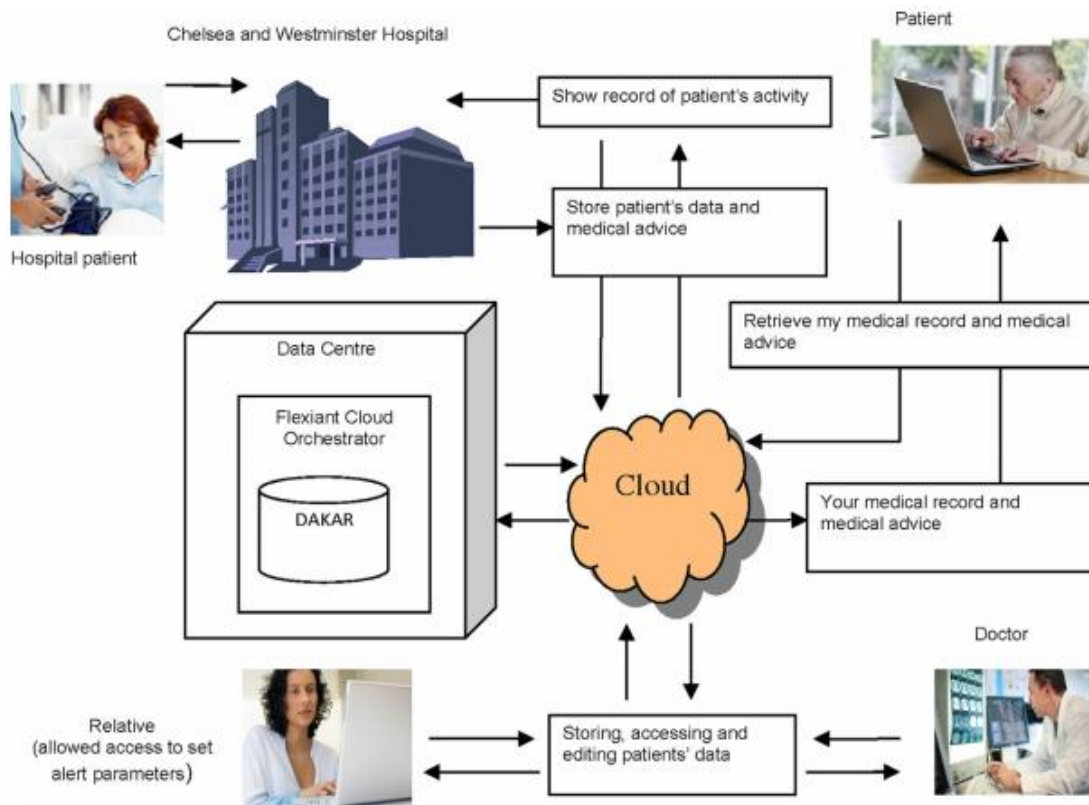 Chelsea and Westminster Hospital
Patient
Show record of patient's activity
Store patient's data and
medical advice
Hospital patient
Retrieve my medical record and medical
advice
Data Centre
Flexiant Cloud
Orchestrator
DAKAR
Cloud
Your medical record and
medical advice
Doctor
Relative
(allowed access to set
alert parameters)
Storing, accessing and
editing patients' data